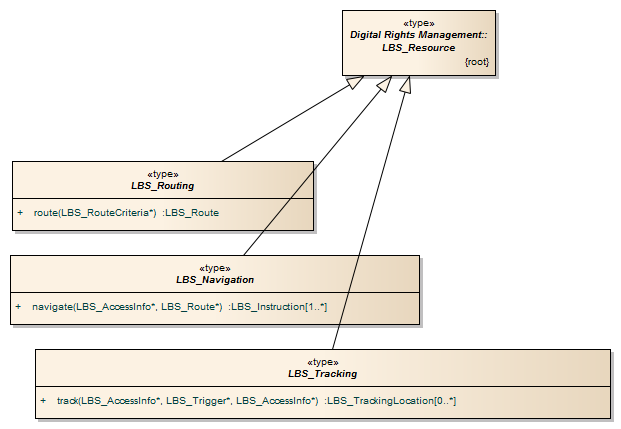 «type»
Digital Rights Management::
LBS_Resource
{root}
«type»
LBS_Routing
+ route(LBS_RouteCriteria*) :LBS_Route
«type»
LBS_Navigation
+ navigate(LBS_AccessInfo*, LBS_Route*) :LBS_Instruction[1..*]
«type»
LBS_Tracking
+ track(LBS_AccessInfo*, LBS_Trigger*, LBS_AccessInfo*) :LBS_TrackingLocation[0..*]